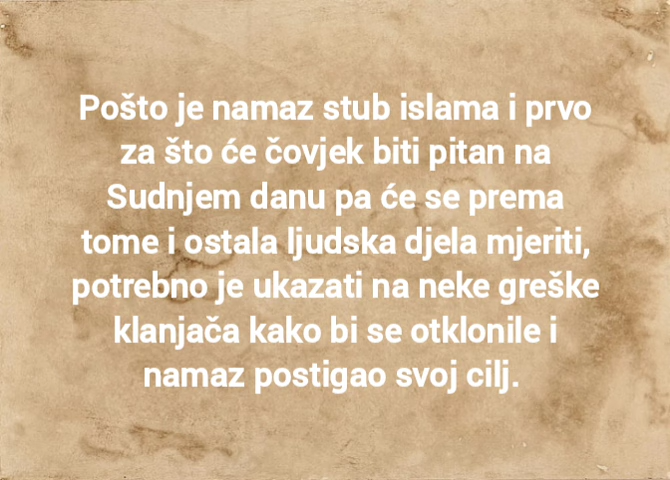 Pošto je namaz stub islama i prvo
za što će čovjek biti pitan na
Sudnjem danu pa će se prema
tome i ostala ljudska djela mjeriti,
potrebno je ukazati na neke greške
klanjača kako bi se otklonile i
namaz postigao svoj cilj.